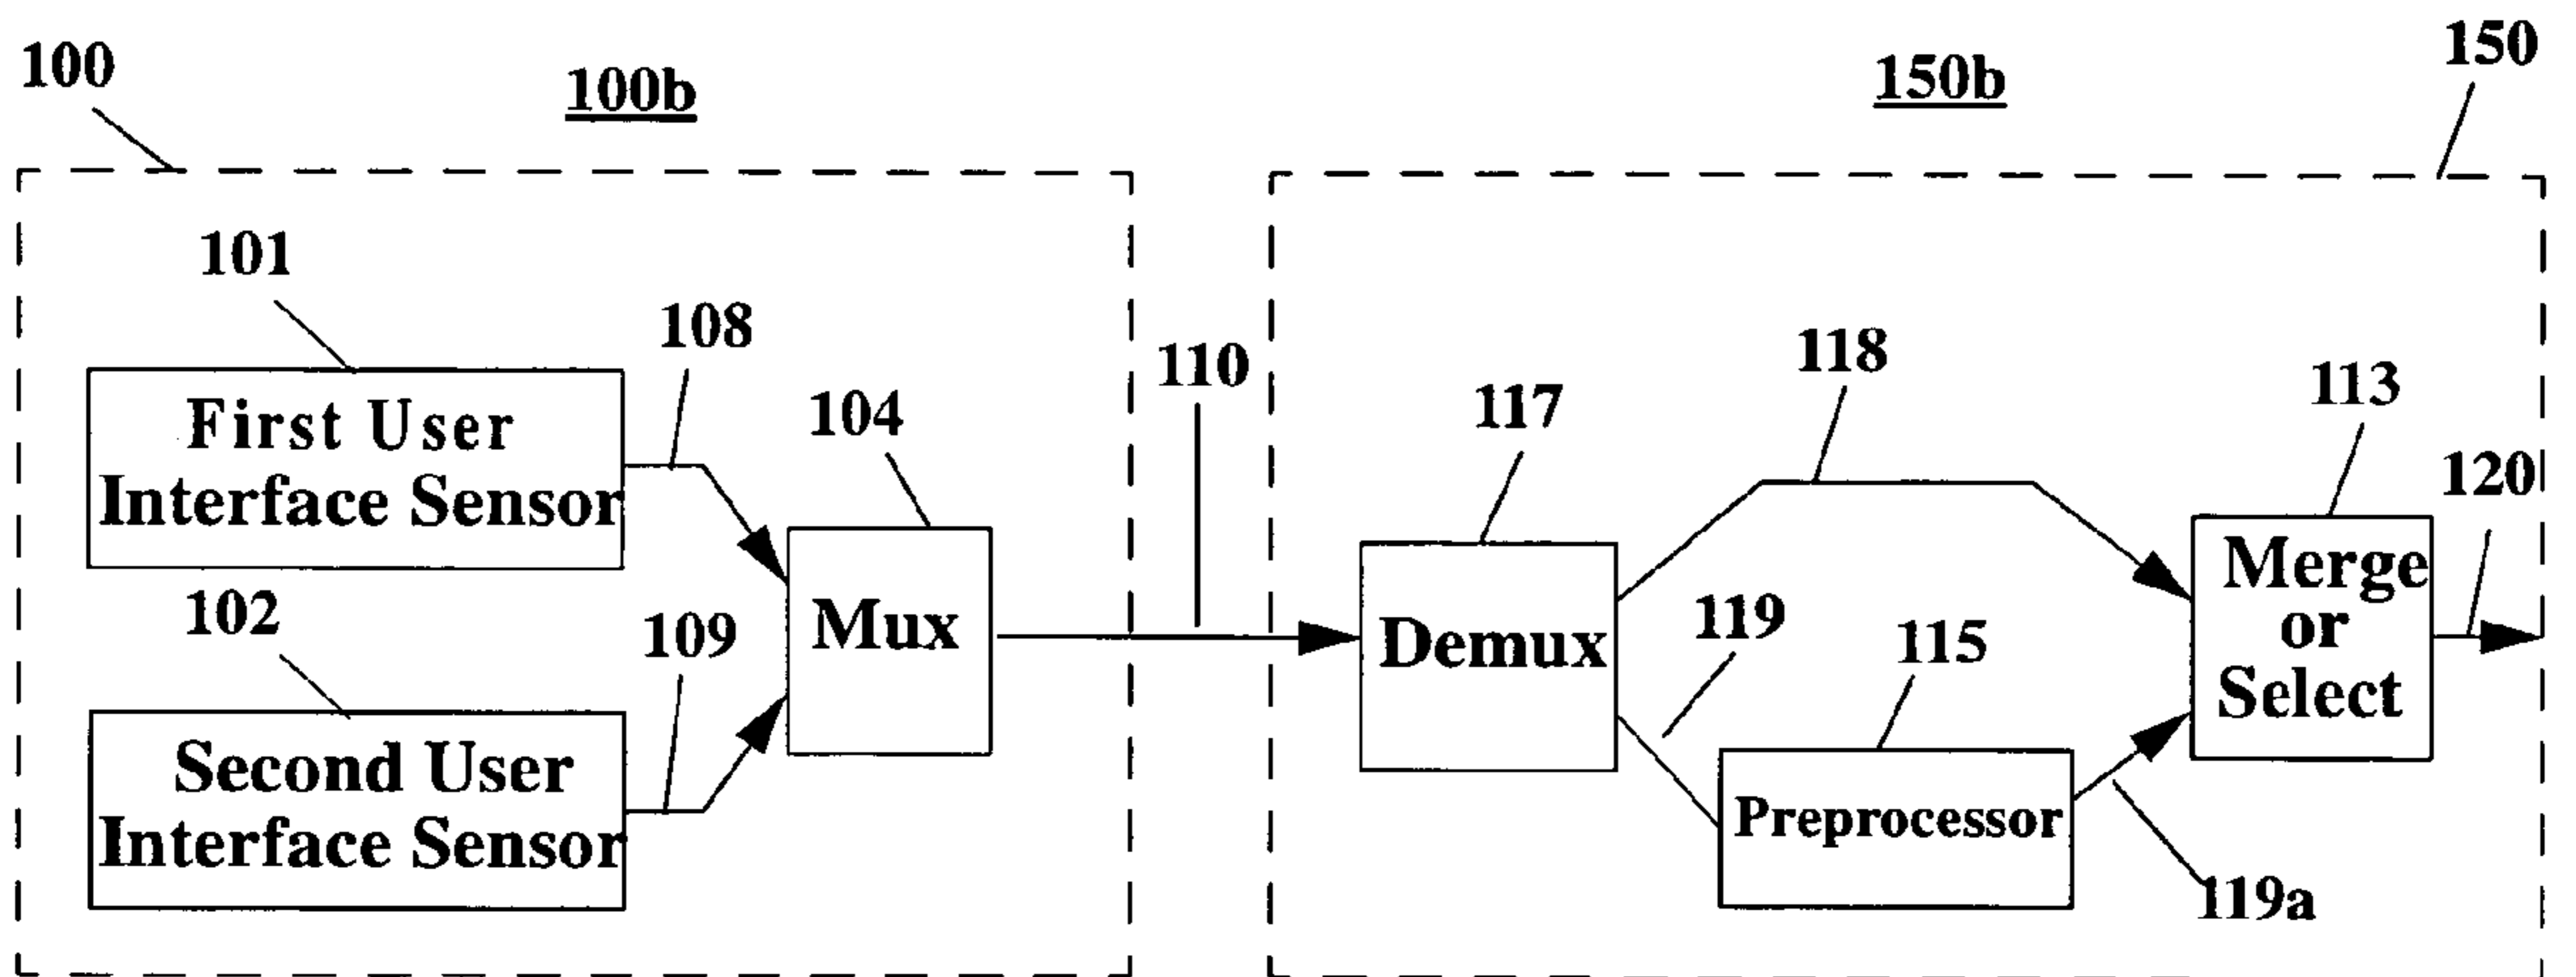 100
100b
150b
150
101
108
104
110
First User
Interface Sensor
102
109
Mux
Second User
Interface Sensor
117
118
113
120
Demux
119
115
Preprocessor
Merge
or
Select
119a